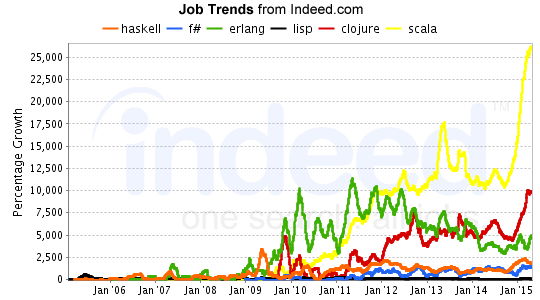 Job Trends from Indeed.com
haskell f# erlang lisp clojure scala
Percentage Growth
25,000
22,500
20,000
17,500
15,000
12,500
10,000
7,500
5,000
2,500
0
indeed™
one search
Jan '06 Jan '07 Jan '08 Jan '09 Jan '10 Jan '11 Jan '12 Jan '13 Jan '14 Jan '15